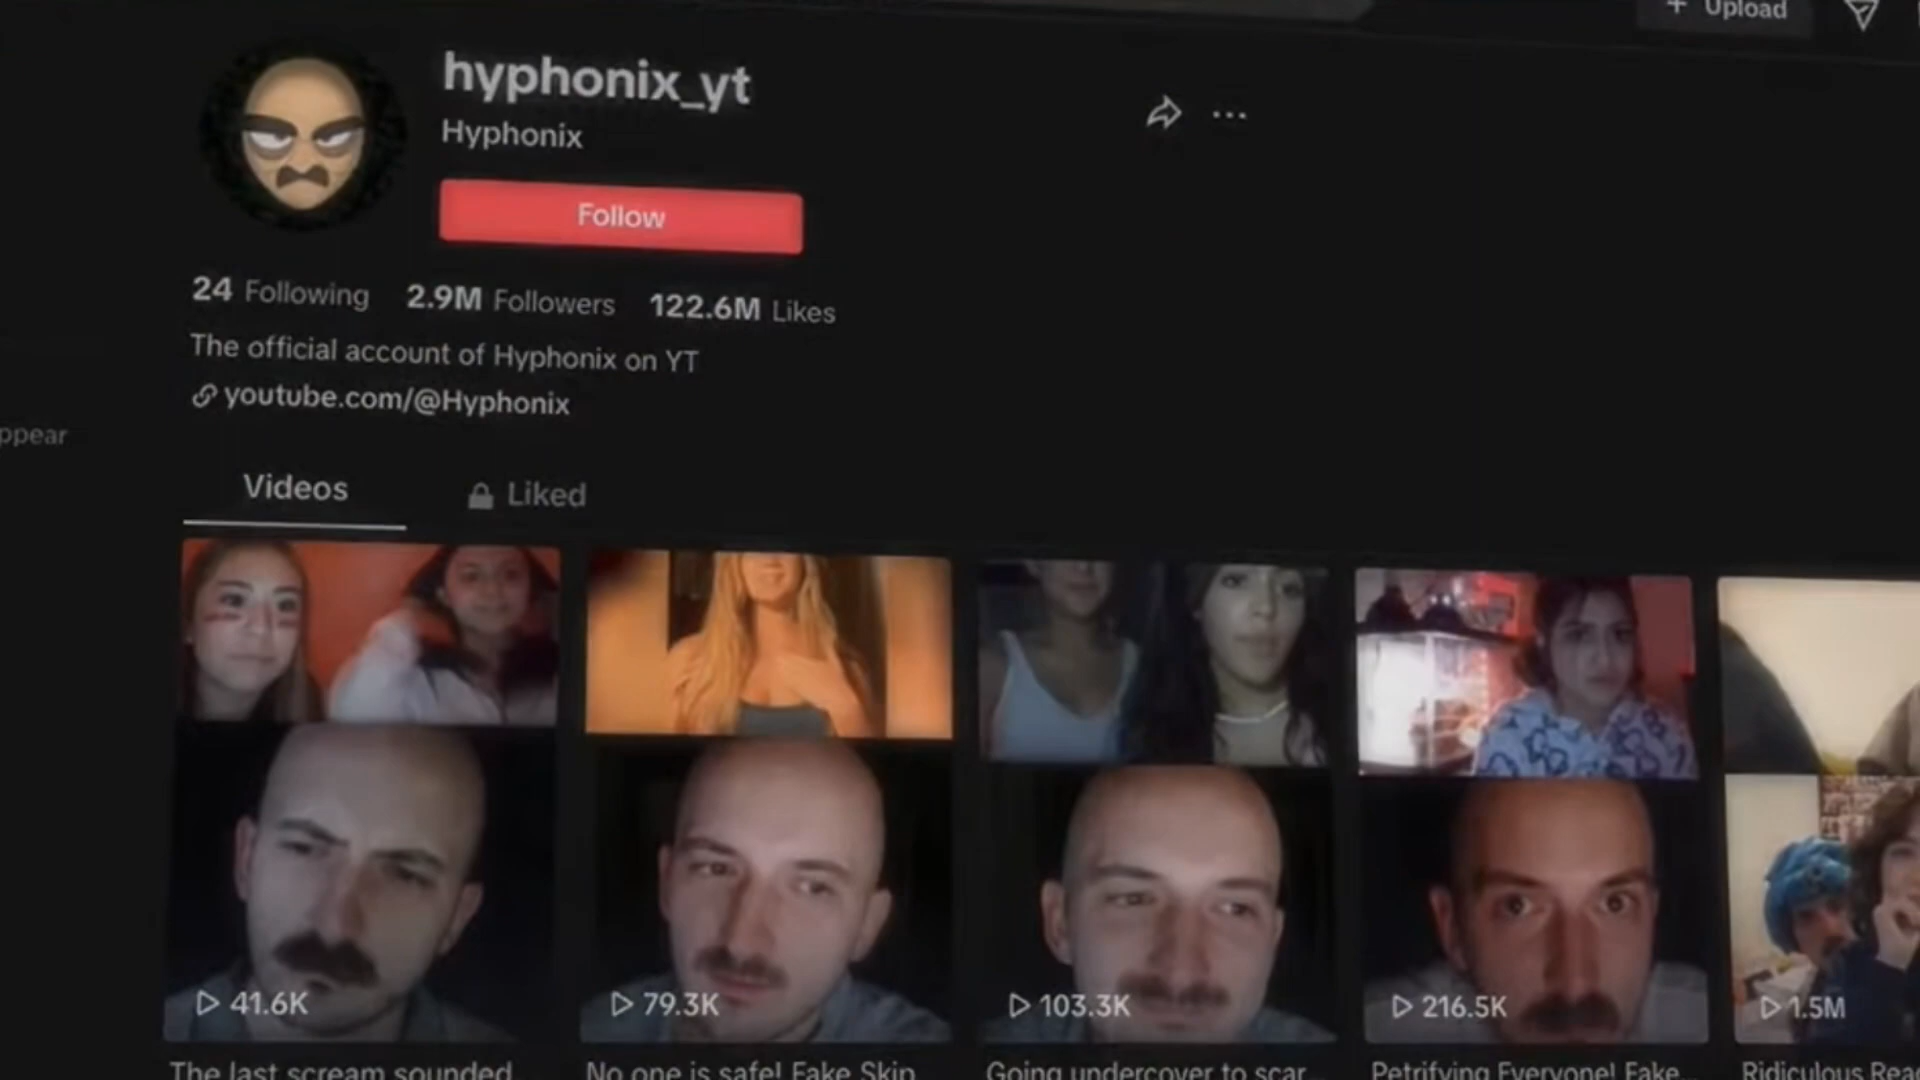 + Upload
hyphonix_yt
Hyphonix
Follow
24 Following 2.9M Followers 122.6M Likes
The official account of Hyphonix on YT
youtube.com/@Hyphonix
ppear
Videos Liked
41.6K 79.3K 103.3K 216.5K 1.5M
The last scream sounded... No one is safe! Fake Skip... Going undercover to scar... Petrifying Everyone! Fake... Ridiculous Rea